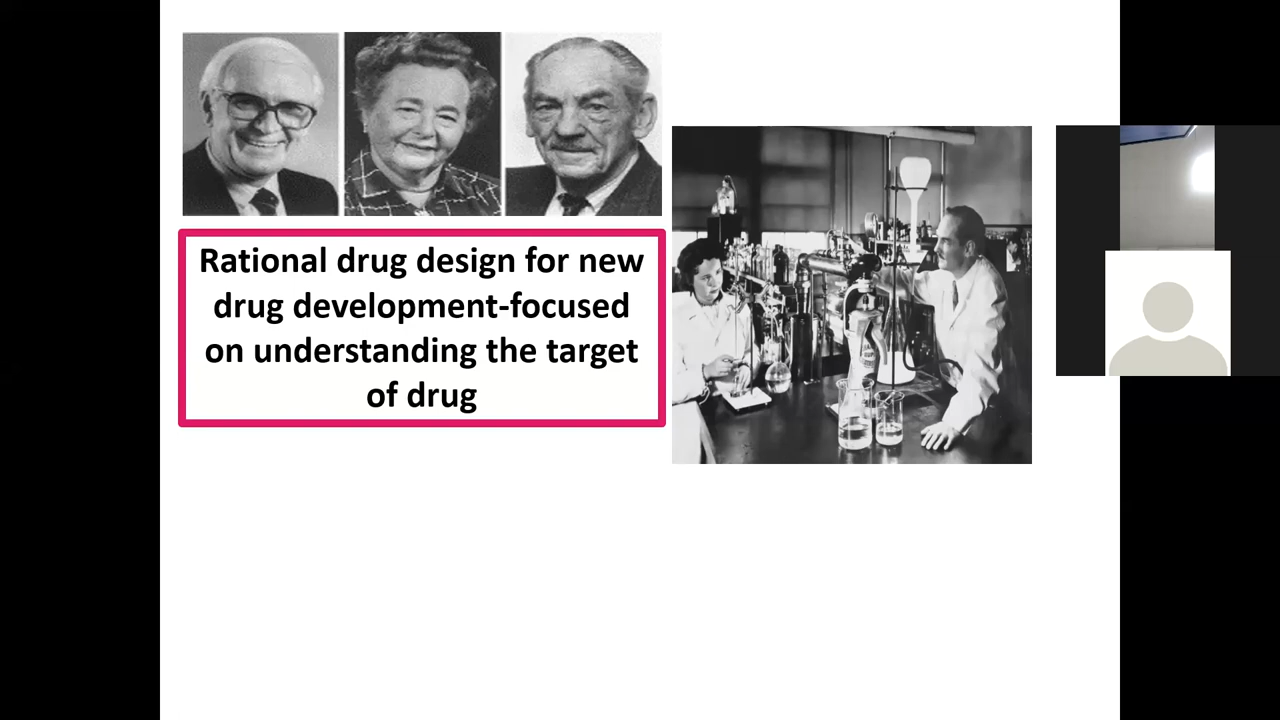 Rational drug design for new
drug development-focused
on understanding the target
of drug